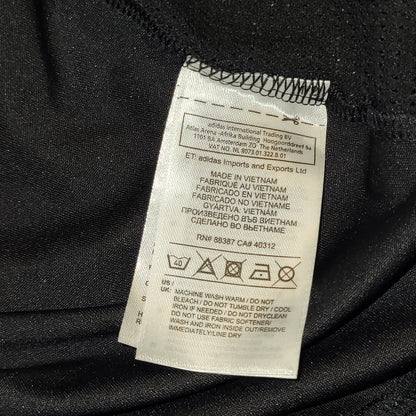 adidas International Trading BV
Atlas Arena -Afrika Building Hoogoorddreef 9a
1101 BA Amsterdam ZO The Netherlands
VAT NO. NL 8073.01.322.B.01
ET: adidas Imports and Exports Ltd
MADE IN VIETNAM
FABRIQUÉ AU VIETNAM
FABRICADO EN VIETNAM
FABRICADO NO VIETNAME
GYÁRTVA: VIETNAM
ПРОИЗВЕДЕНО ВЪВ ВИЕТНАМ
СДЕЛАНО ВО ВЬЕТНАМЕ
RN# 88387 CA# 40312
40
US /
UK: MACHINE WASH WARM / DO NOT
BLEACH / DO NOT TUMBLE DRY / COOL
IRON IF NEEDED / DO NOT DRYCLEAN
DO NOT USE FABRIC SOFTENER/
WASH AND IRON INSIDE OUT/REMOVE
IMMEDIATELY/LINE DRY